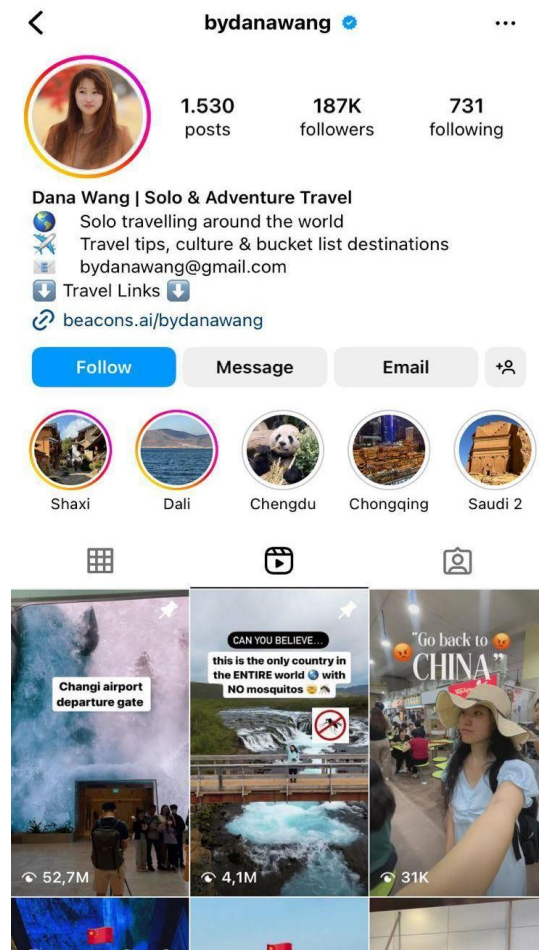 bydanawang
1.530
posts
187K
followers
731
following
Dana Wang | Solo & Adventure Travel
Solo travelling around the world
Travel tips, culture & bucket list destinations
bydanawang@gmail.com
Travel Links
beacons.ai/bydanawang
Follow
Message
Email
Shaxi
Dali
Chengdu
Chongqing
Saudi 2
Changi airport
departure gate
52,7M
CAN YOU BELIEVE...
this is the only country in
the ENTIRE world 🌎 with
NO mosquitos 🤯 🦟
4,1M
"Go back to
CHINA"
31K